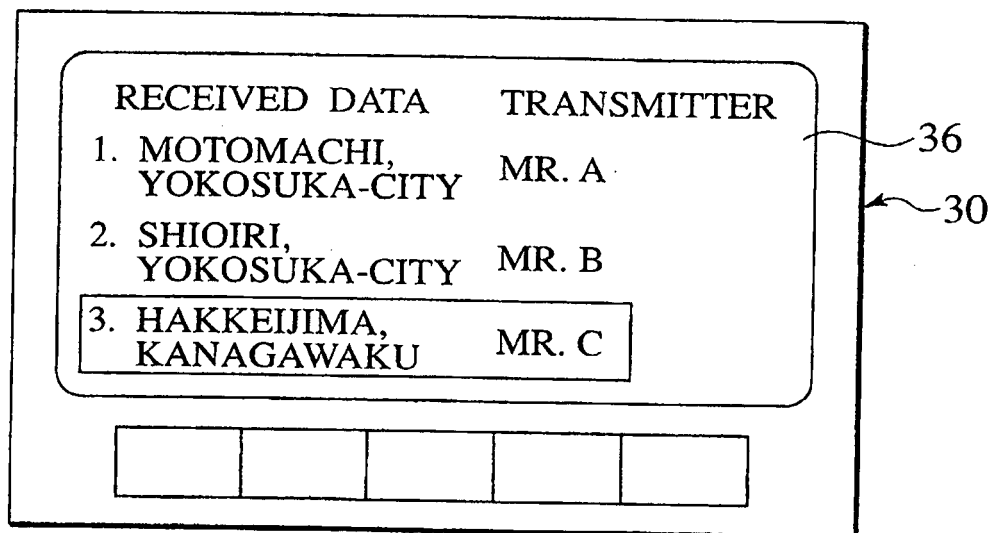 RECEIVED DATA TRANSMITTER
1. MOTOMACHI,
YOKOSUKA-CITY MR. A
2. SHIOIRI,
YOKOSUKA-CITY MR. B
3. HAKKEIJIMA,
KANAGAWAKU MR. C
36
30